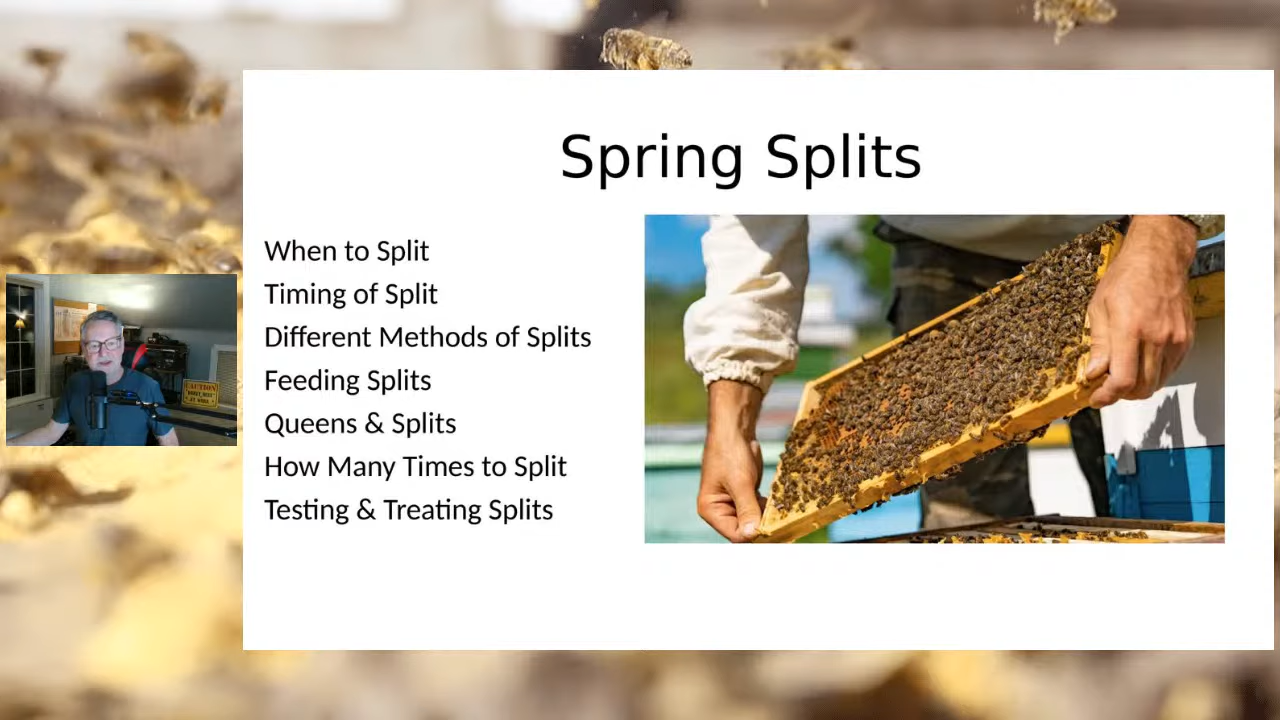 Spring Splits
When to Split
Timing of Split
Different Methods of Splits
Feeding Splits
Queens & Splits
How Many Times to Split
Testing & Treating Splits
CAUTION